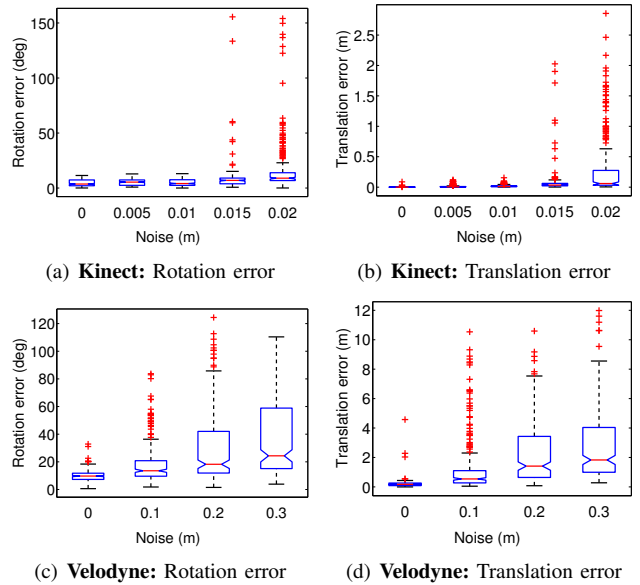 150
100
50
0
Rotation error (deg)
0 0.005 0.01 0.015 0.02
Noise (m)
(a) Kinect: Rotation error
2.5
2
1.5
1
0.5
0
Translation error (m)
0 0.005 0.01 0.015 0.02
Noise (m)
(b) Kinect: Translation error
120
100
80
60
40
20
0
Rotation error (deg)
0 0.1 0.2 0.3
Noise (m)
(c) Velodyne: Rotation error
12
10
8
6
4
2
0
Translation error (m)
0 0.1 0.2 0.3
Noise (m)
(d) Velodyne: Translation error